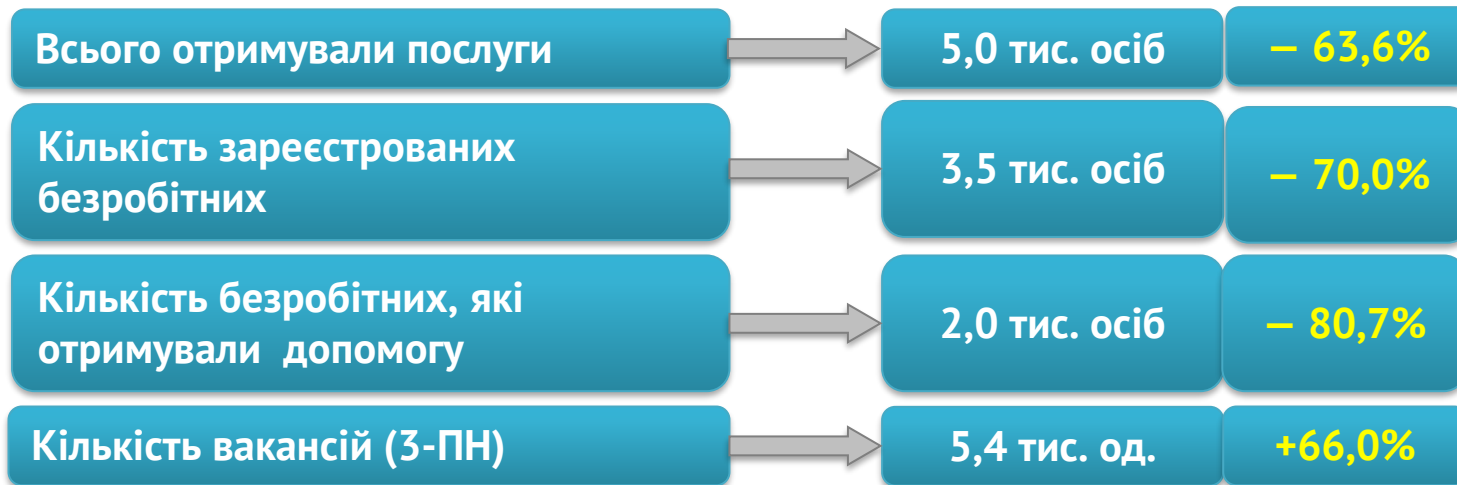 Всього отримували послуги
5,0 тис. осіб
— 63,6%
Кількість зареєстрованих
безробітних
3,5 тис. осіб
— 70,0%
Кількість безробітних, які
отримували допомогу
2,0 тис. осіб
— 80,7%
Кількість вакансій (3-ПН)
5,4 тис. од.
+66,0%